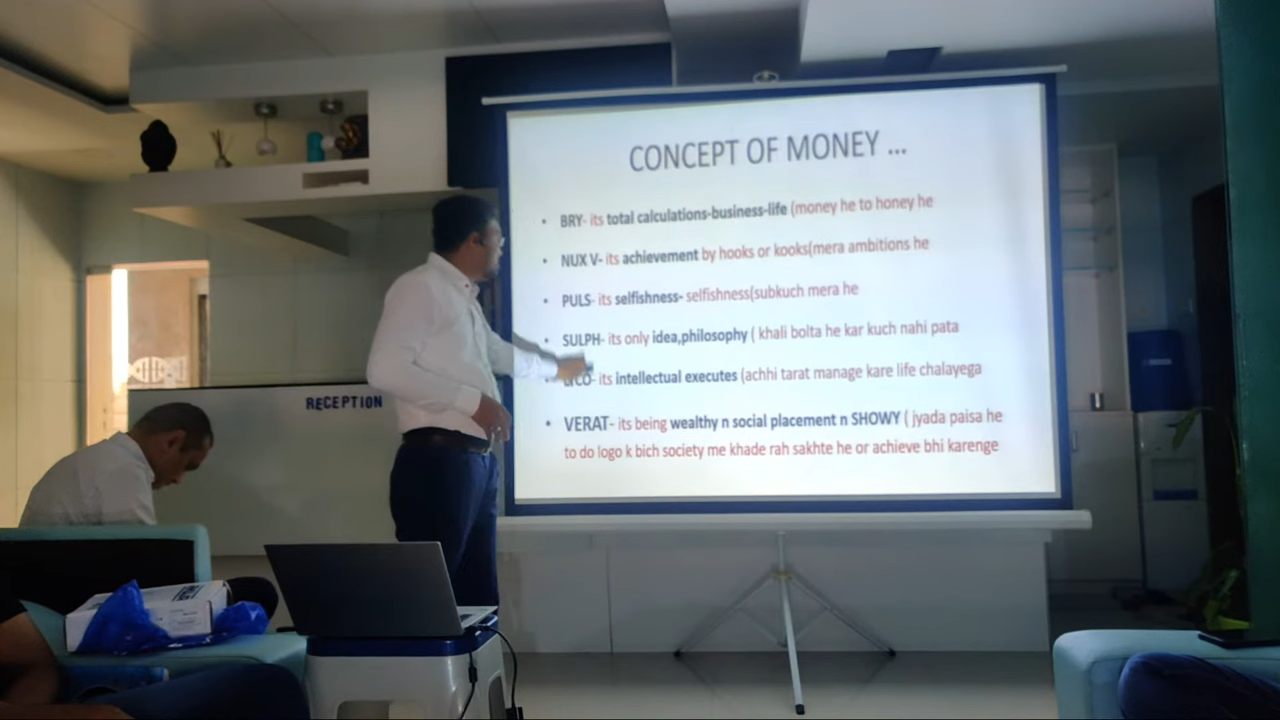 CONCEPT OF MONEY ...
• BRY- its total calculations-business-life (money he to honey he
• NUX V- its achievement by hooks or kooks(mera ambitions he
• PULS- its selfishness- selfishness(subkuch mera he
• SULPH- its only idea,philosophy ( khali bolta he kar kuch nahi pata
• LYCO- its intellectual executes (achhi tarat manage kare life chalayega
• VERAT- its being wealthy n social placement n SHOWY ( jyada paisa he
to do logo k bich society me khade rah sakhte he or achieve bhi karenge
RECEPTION